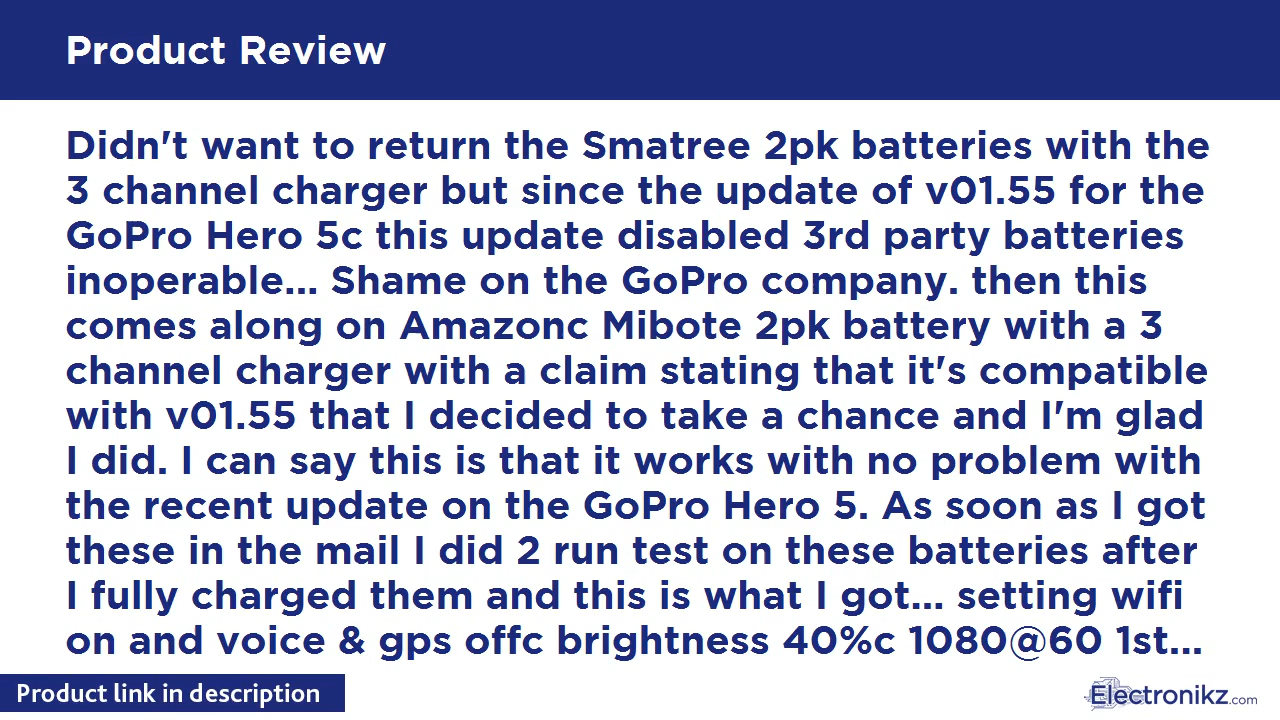 Product Review
Didn't want to return the Smatree 2pk batteries with the
3 channel charger but since the update of v01.55 for the
GoPro Hero 5c this update disabled 3rd party batteries
inoperable... Shame on the GoPro company. then this
comes along on Amazonc Mibote 2pk battery with a 3
channel charger with a claim stating that it's compatible
with v01.55 that I decided to take a chance and I'm glad
I did. I can say this is that it works with no problem with
the recent update on the GoPro Hero 5. As soon as I got
these in the mail I did 2 run test on these batteries after
I fully charged them and this is what I got... setting wifi
on and voice & gps offc brightness 40%c 1080@60 1st...
Product link in description
Electronikz.com